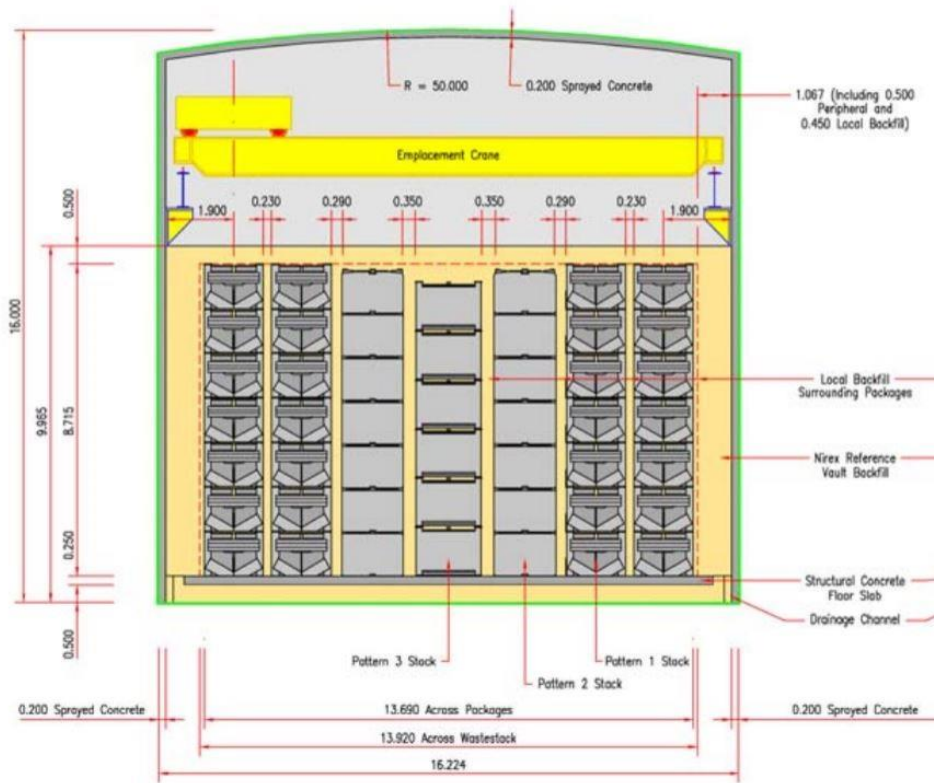 R = 50.000
0.200 Sprayed Concrete
1.067 (Including 0.500
Peripheral and
0.450 Local Backfill)
Emplacement Crane
0.500
1.900
0.230
0.290
0.350
0.350
0.290
0.230
1.900
16.000
9.965
8.715
Local Backfill
Surrounding Packages
Nirex Reference
Vault Backfill
0.250
Structural Concrete
Floor Slab
Drainage Channel
0.500
Pattern 3 Stack
Pattern 1 Stack
Pattern 2 Stack
0.200 Sprayed Concrete
13.690 Across Packages
0.200 Sprayed Concrete
13.920 Across Wastestack
16.224